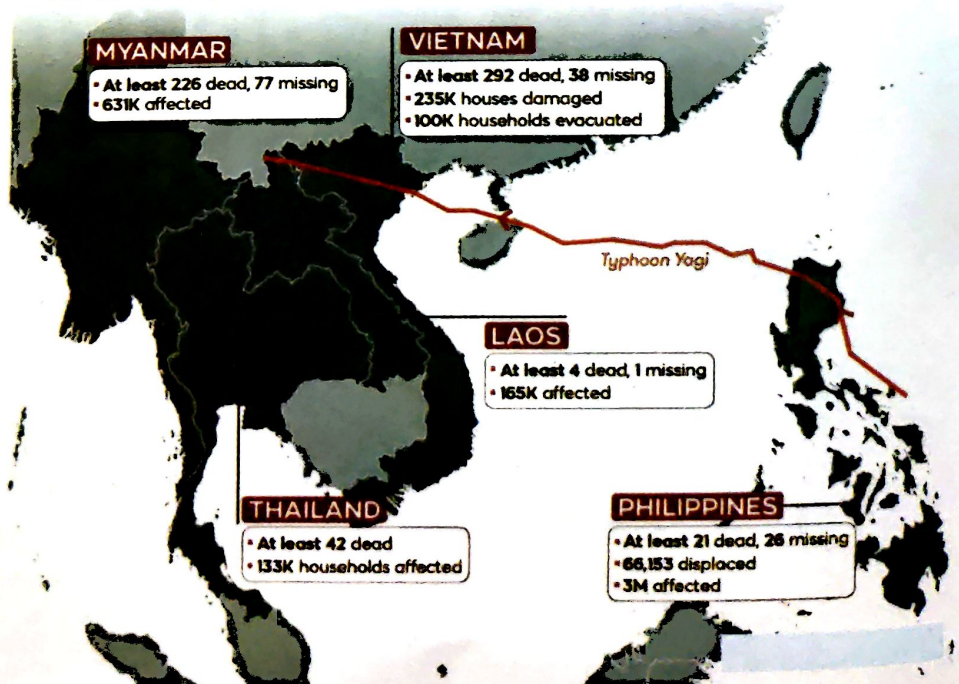 MYANMAR
• At least 226 dead, 77 missing
• 631K affected
VIETNAM
• At least 292 dead, 38 missing
• 235K houses damaged
• 100K households evacuated
Typhoon Yagi
LAOS
• At least 4 dead, 1 missing
• 165K affected
THAILAND
• At least 42 dead
• 133K households affected
PHILIPPINES
• At least 21 dead, 26 missing
• 66,153 displaced
• 3M affected